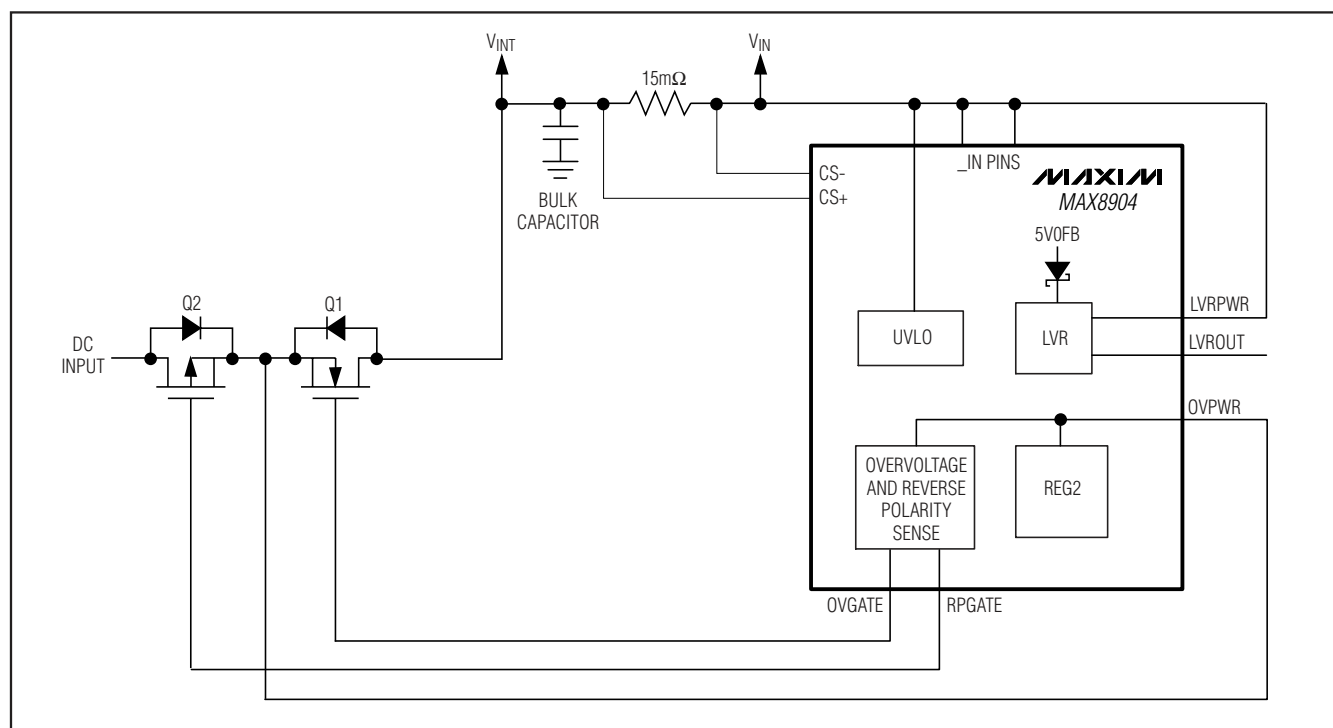 VINT
VIN
15mΩ
BULK
CAPACITOR
CS-
CS+
_IN PINS
MAXIM
MAX8904
5V0FB
UVLO
LVR
LVRPWR
LVROUT
Q2
Q1
DC
INPUT
OVPWR
OVERVOLTAGE
AND REVERSE
POLARITY
SENSE
REG2
OVGATE
RPGATE